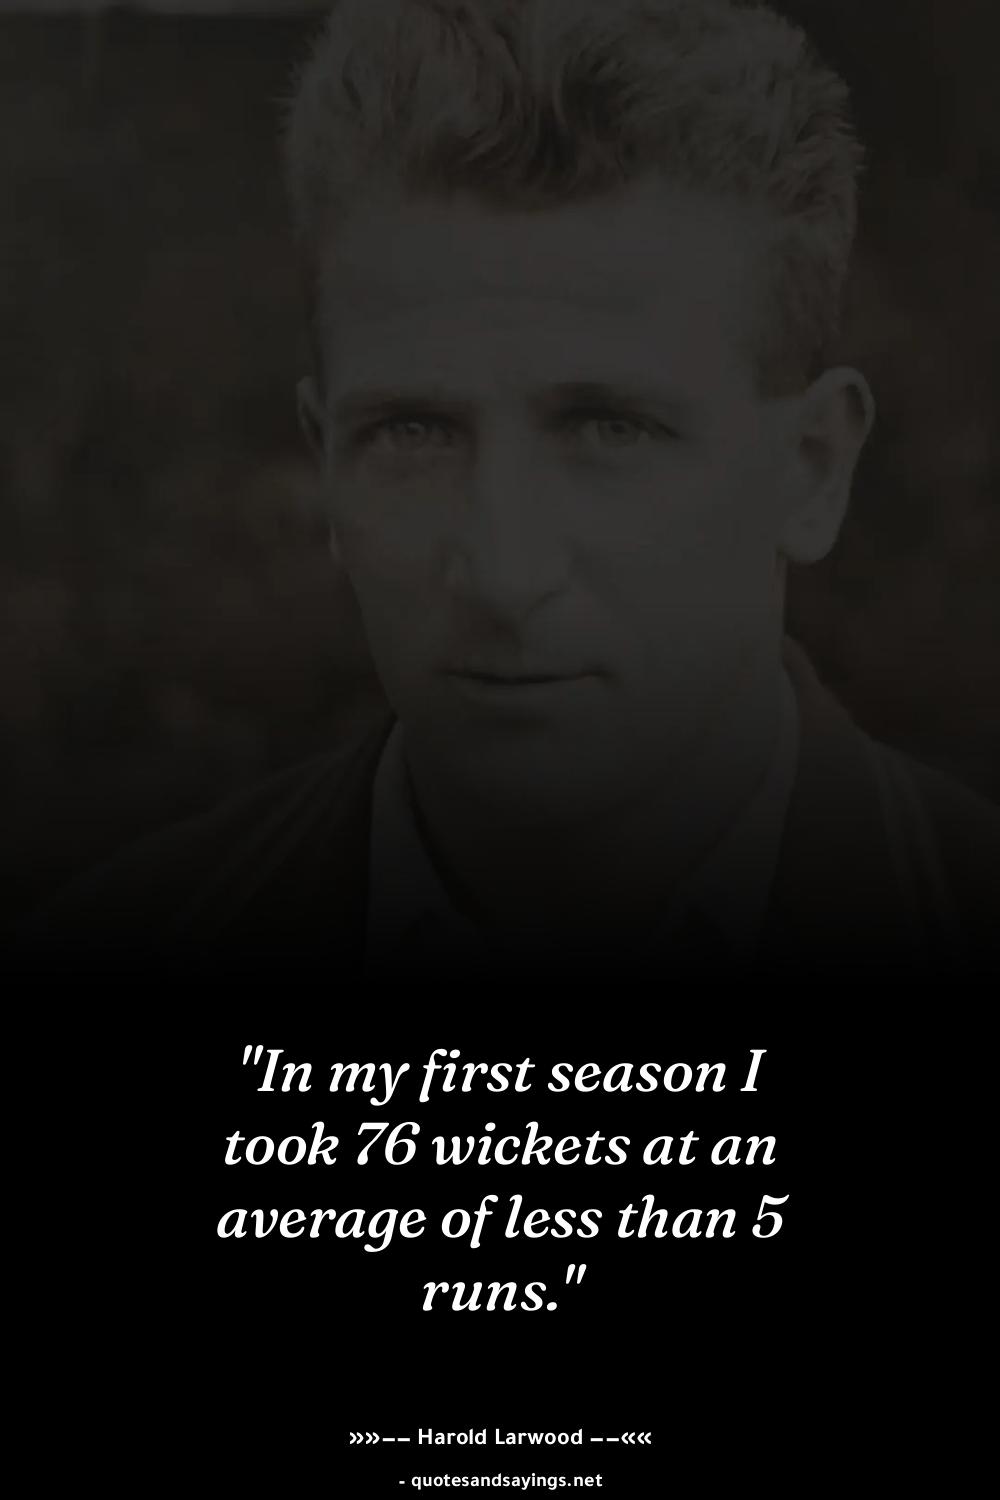 "In my first season I
took 76 wickets at an
average of less than 5
runs."
»»−− Harold Larwood −−««
- quotesandsayings.net